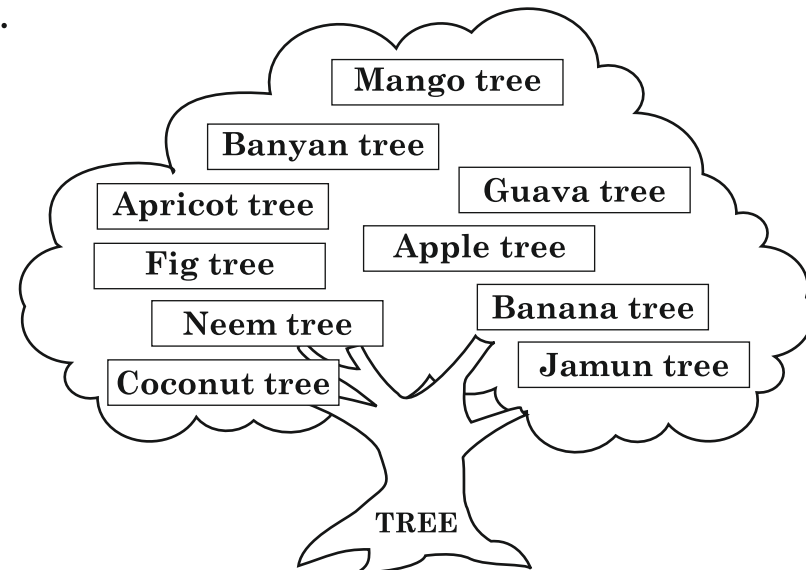 .
Mango tree
Banyan tree
Guava tree
Apricot tree
Apple tree
Fig tree
Banana tree
Neem tree
Jamun tree
Coconut tree
TREE